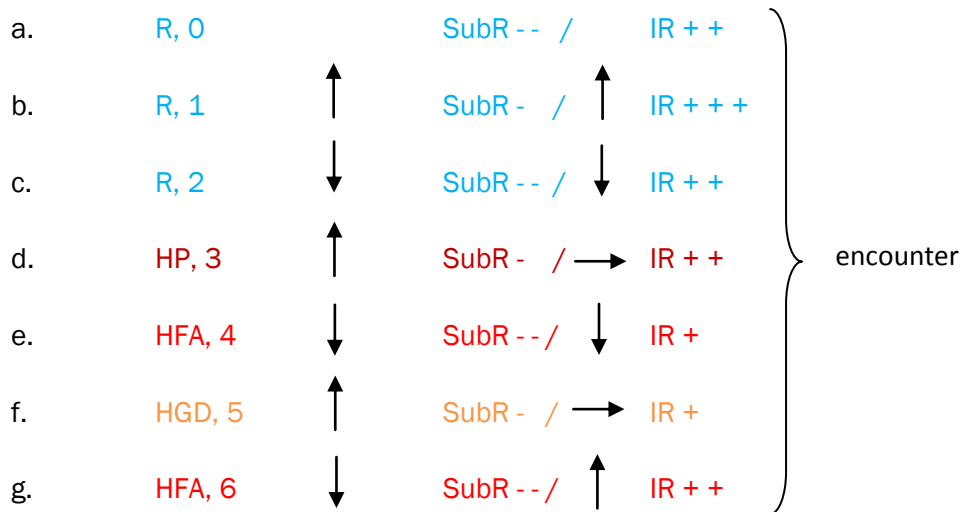 a. R, 0 SubR - - / IR + +
b. R, 1 ↑ SubR - / ↑ IR + + +
c. R, 2 ↓ SubR - - / ↓ IR + +
d. HP, 3 ↑ SubR - / → IR + +
encounter
e. HFA, 4 ↓ SubR - - / ↓ IR +
f. HGD, 5 ↑ SubR - / → IR +
g. HFA, 6 ↓ SubR - - / ↑ IR + +